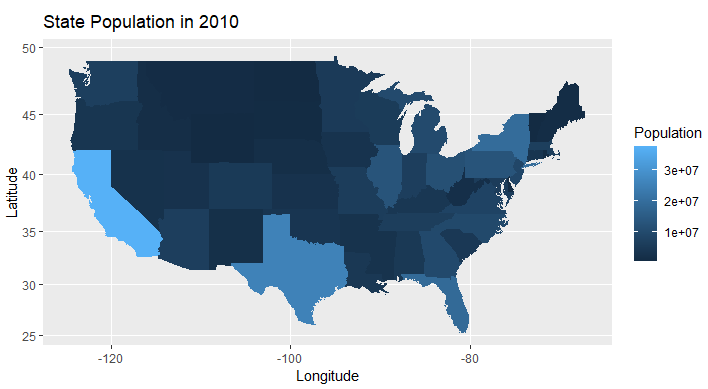 State Population in 2010
50
45
40
35
30
25
Latitude
-120
-100
-80
Longitude
Population
3e+07
2e+07
1e+07